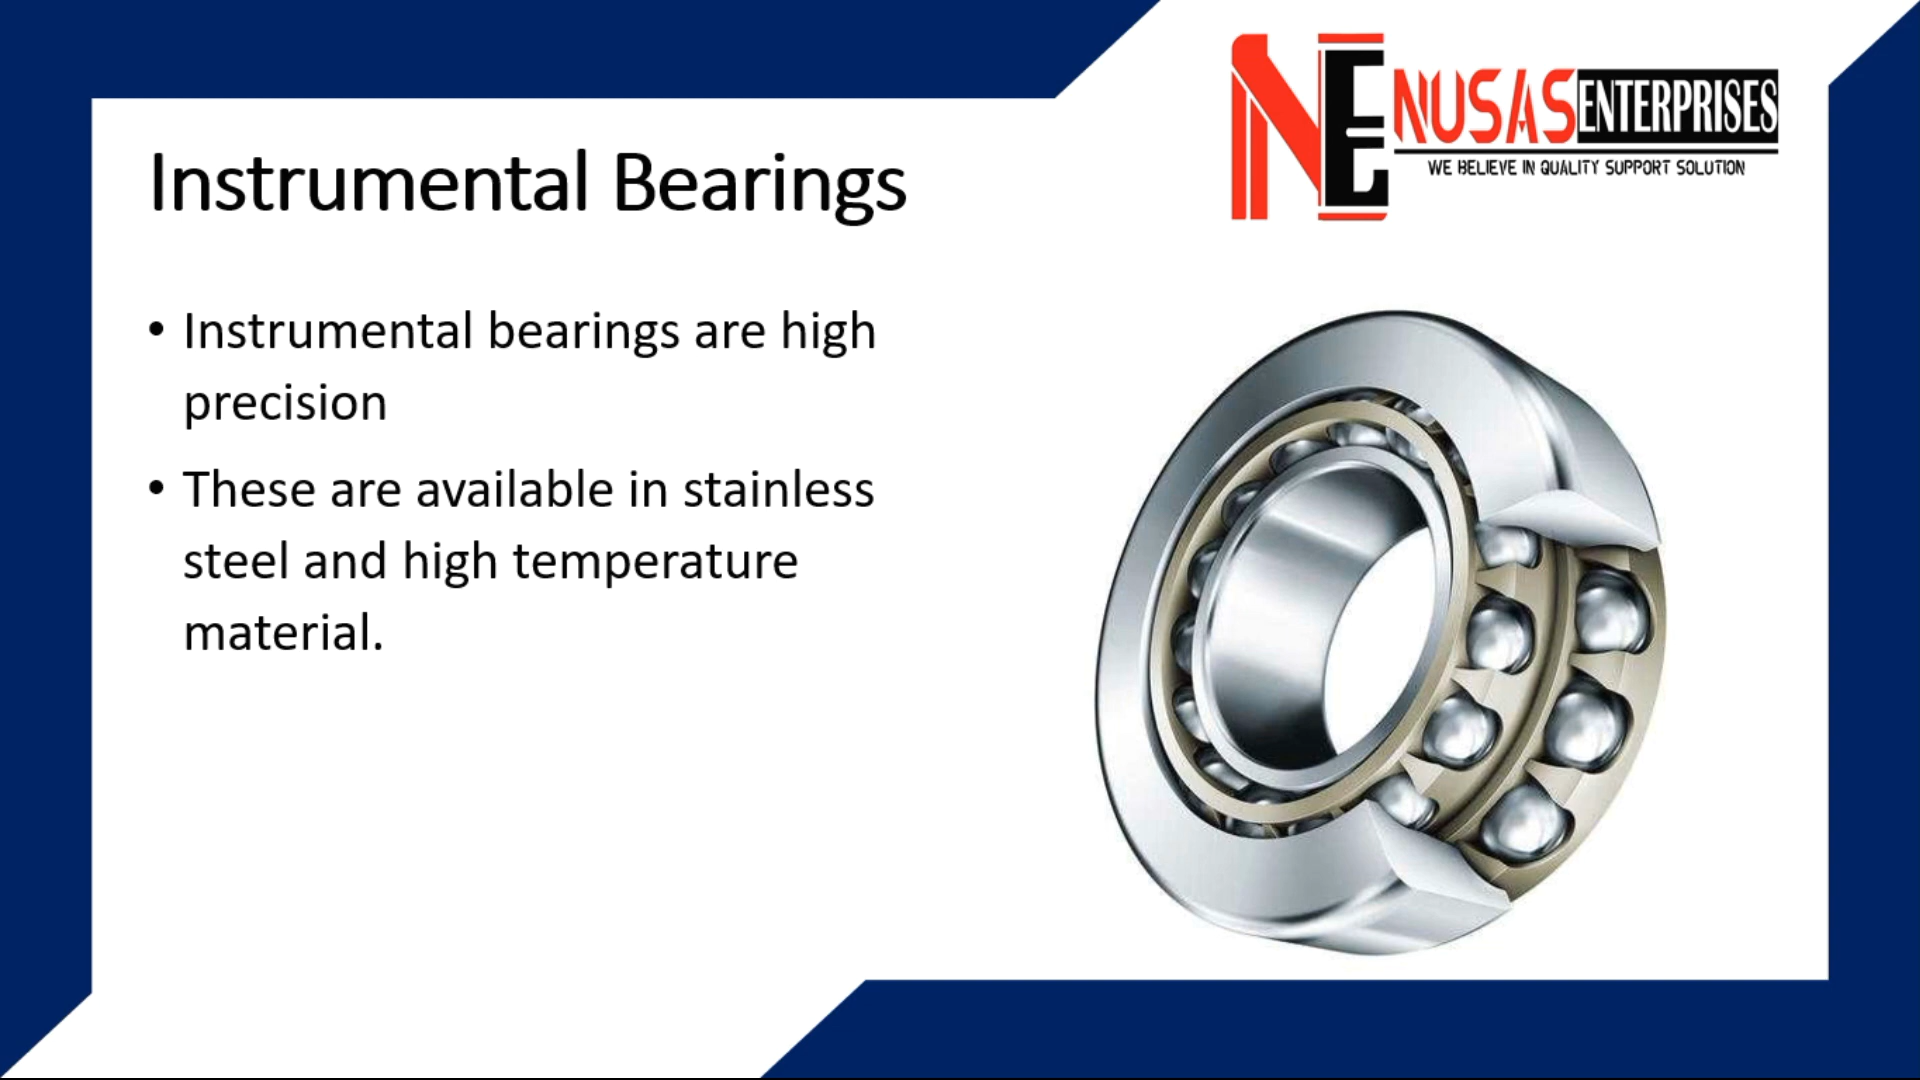 NE NUSAS ENTERPRISES
WE BELIEVE IN QUALITY SUPPORT SOLUTION
Instrumental Bearings
• Instrumental bearings are high
precision
• These are available in stainless
steel and high temperature
material.